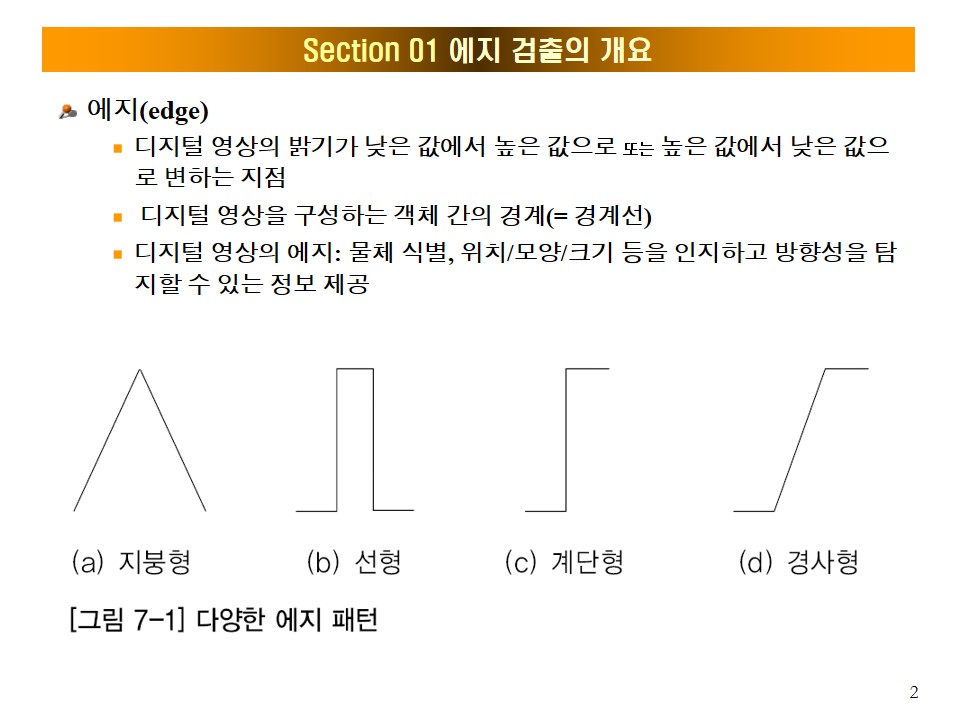 Section 01 에지 검출의 개요
에지(edge)
디지털 영상의 밝기가 낮은 값에서 높은 값으로 또는 높은 값에서 낮은 값으
로 변하는 지점
디지털 영상을 구성하는 객체 간의 경계(= 경계선)
디지털 영상의 에지: 물체 식별, 위치/모양/크기 등을 인지하고 방향성을 탐
지할 수 있는 정보 제공
(a) 지붕형 (b) 선형 (c) 계단형 (d) 경사형
[그림 7-1] 다양한 에지 패턴
2